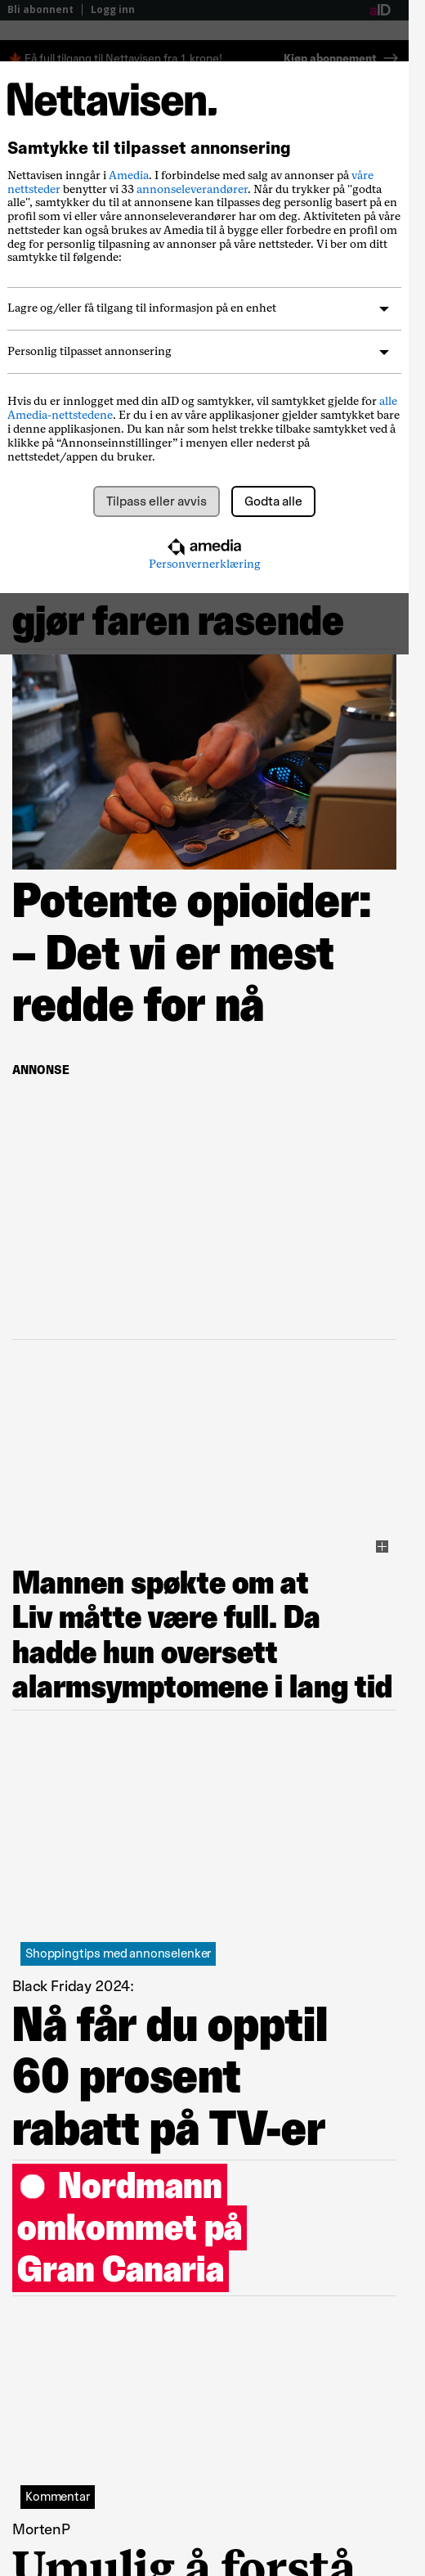 Bli abonnent | Logg inn
aID
Få full tilgang til Nettavisen fra 1 krone!
Kjøp abonnement →
Nettavisen.
Samtykke til tilpasset annonsering
Nettavisen inngår i Amedia. I forbindelse med salg av annonser på våre
nettsteder benytter vi 33 annonseleverandører. Når du trykker på "godta
alle", samtykker du til at annonsene kan tilpasses deg personlig basert på en
profil som vi eller våre annonseleverandører har om deg. Aktiviteten på våre
nettsteder kan også brukes av Amedia til å bygge eller forbedre en profil om
deg for personlig tilpasning av annonser på våre nettsteder. Vi ber om ditt
samtykke til følgende:
Lagre og/eller få tilgang til informasjon på en enhet
Personlig tilpasset annonsering
Hvis du er innlogget med din aID og samtykker, vil samtykket gjelde for alle
Amedia-nettstedene. Er du i en av våre applikasjoner gjelder samtykket bare
i denne applikasjonen. Du kan når som helst trekke tilbake samtykket ved å
klikke på “Annonseinnstillinger” i menyen eller nederst på
nettstedet/appen du bruker.
Tilpass eller avvis
Godta alle
amedia
Personvernerklæring
gjør faren rasende
Potente opioider:
– Det vi er mest
redde for nå
ANNONSE
Mannen spøkte om at
Liv måtte være full. Da
hadde hun oversett
alarmsymptomene i lang tid
Shoppingtips med annonselenker
Black Friday 2024:
Nå får du opptil
60 prosent
rabatt på TV-er
Nordmann
omkommet på
Gran Canaria
Kommentar
MortenP
Umulig å forstå